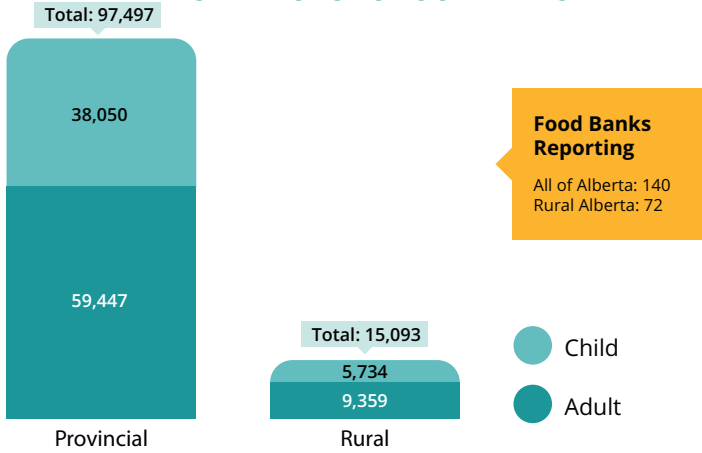 Total: 97,497
38,050
59,447
Provincial
Total: 15,093
5,734
9,359
Rural
Food Banks
Reporting
All of Alberta: 140
Rural Alberta: 72
Child
Adult